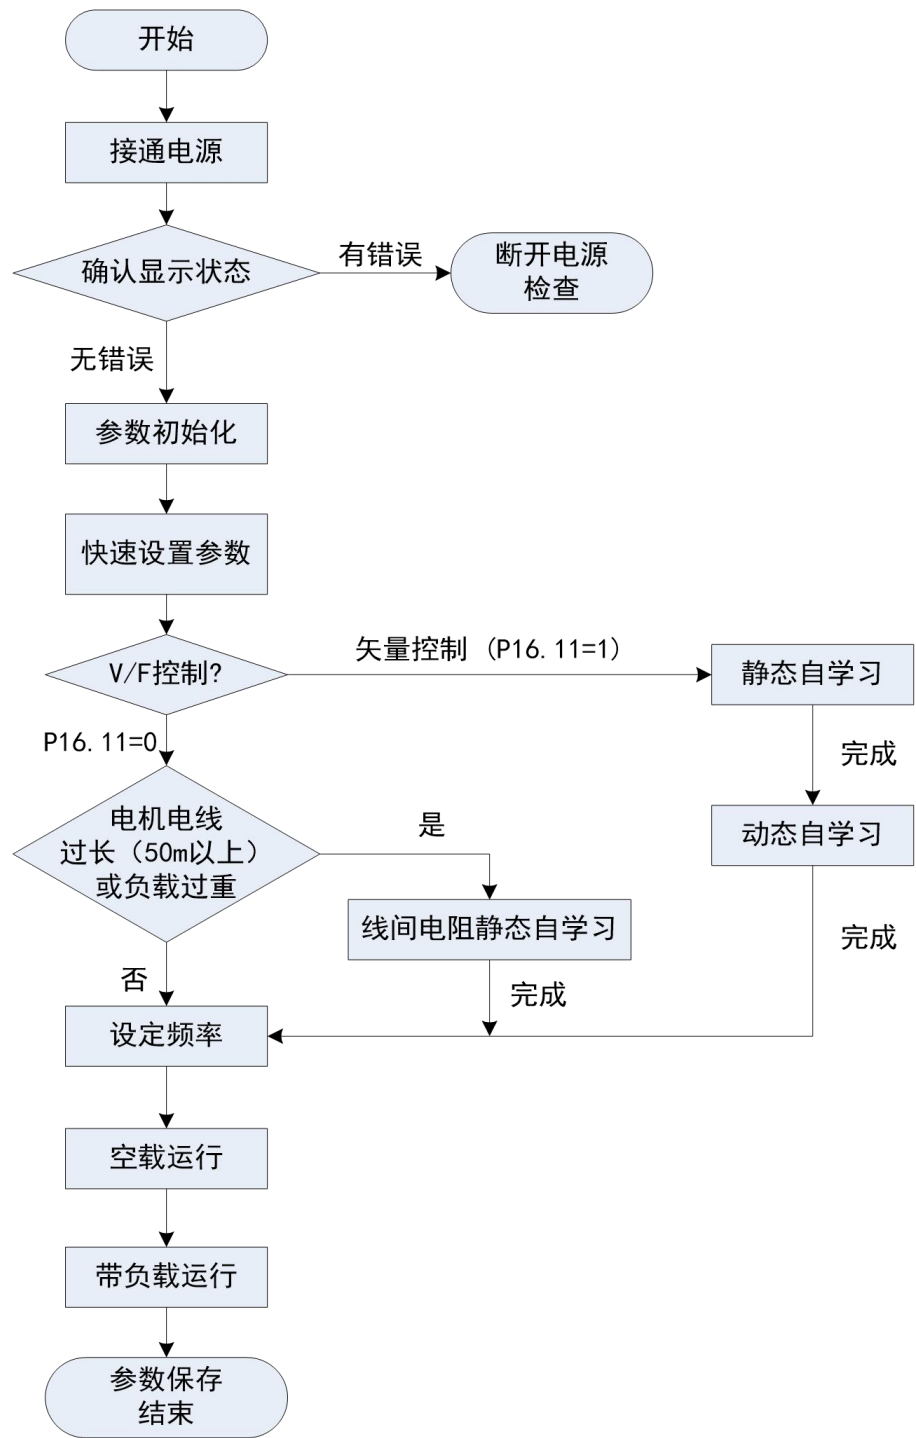 开始
接通电源
确认显示状态
有错误
断开电源
检查
无错误
参数初始化
快速设置参数
V/F控制?
矢量控制 (P16.11=1)
静态自学习
P16.11=0
完成
电机电线
过长（50m以上）
或负载过重
是
动态自学习
线间电阻静态自学习
完成
否
完成
设定频率
空载运行
带负载运行
参数保存
结束